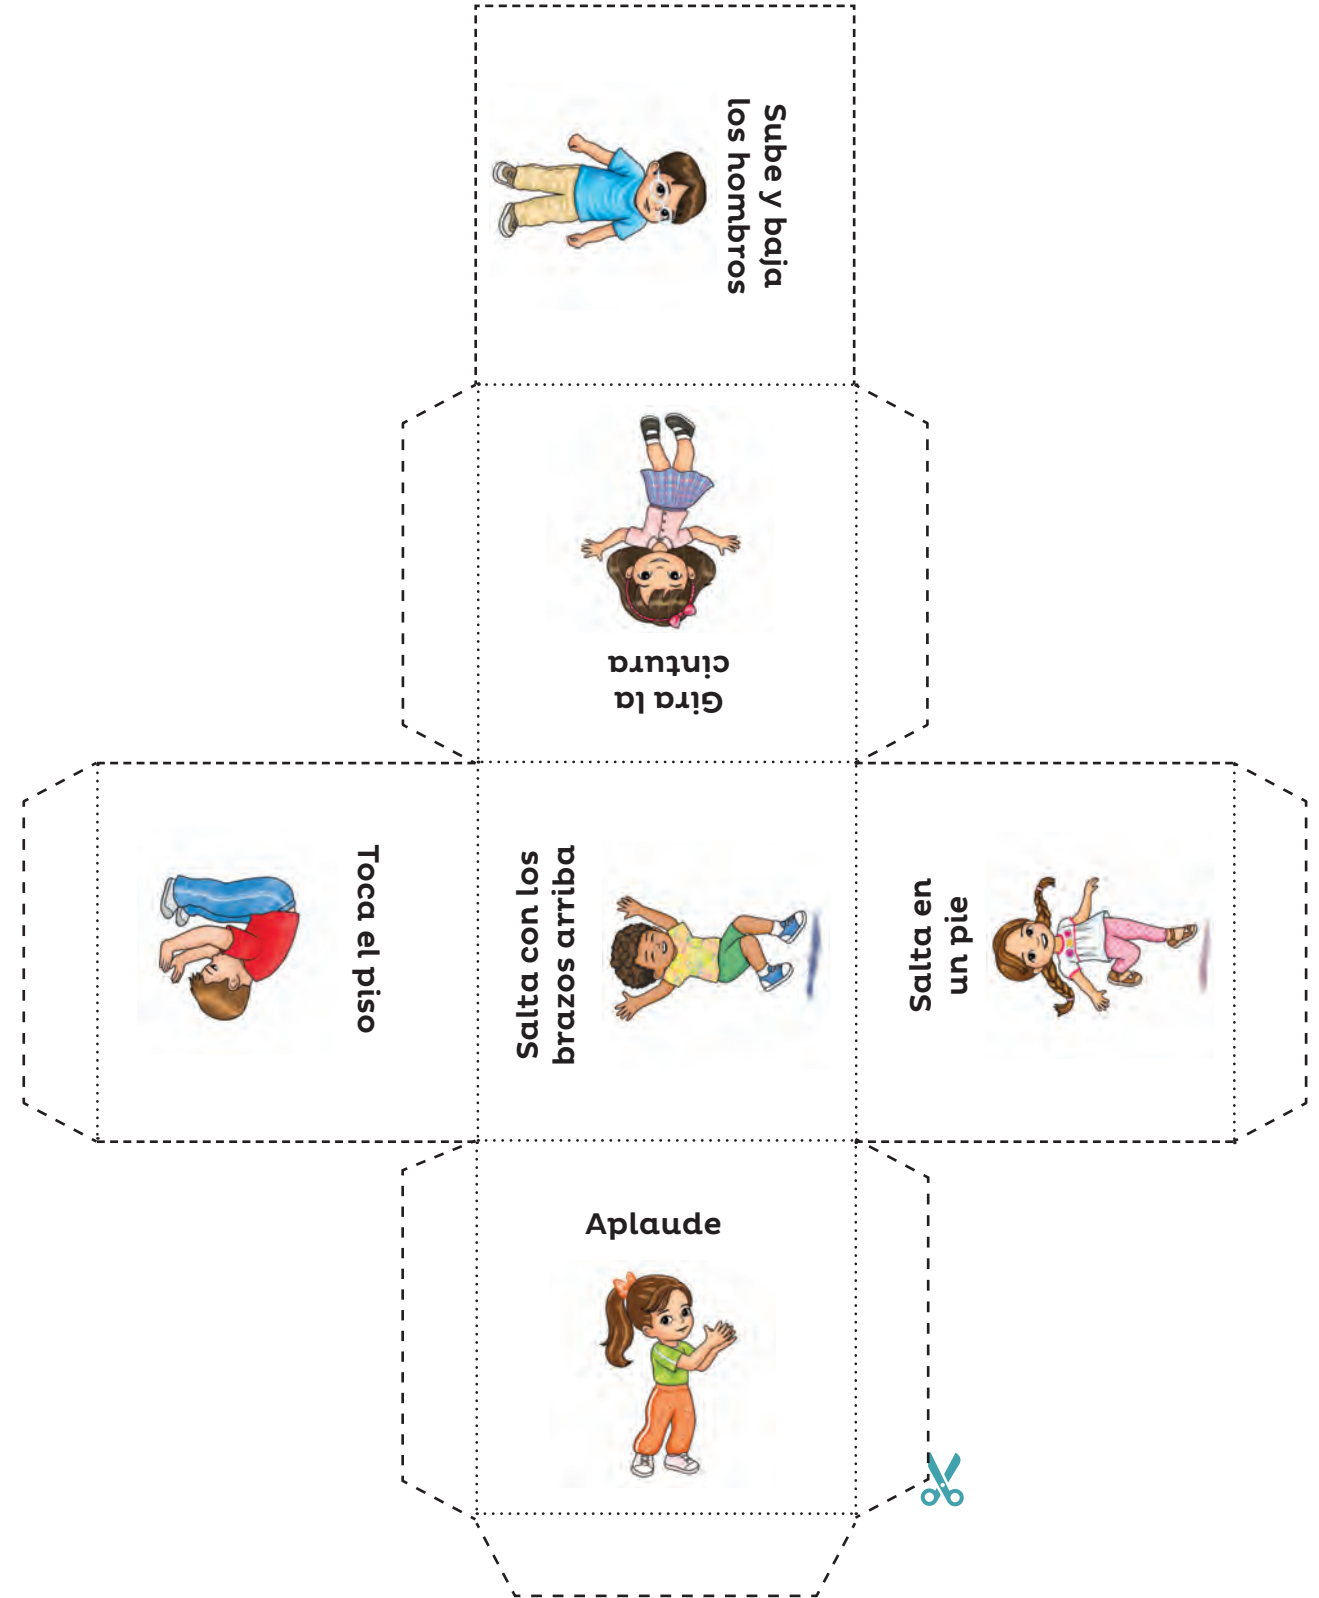 Sube y baja
los hombros
Gira la
cintura
Toca el piso
Salta con los
brazos arriba
Salta en
un pie
Aplaude